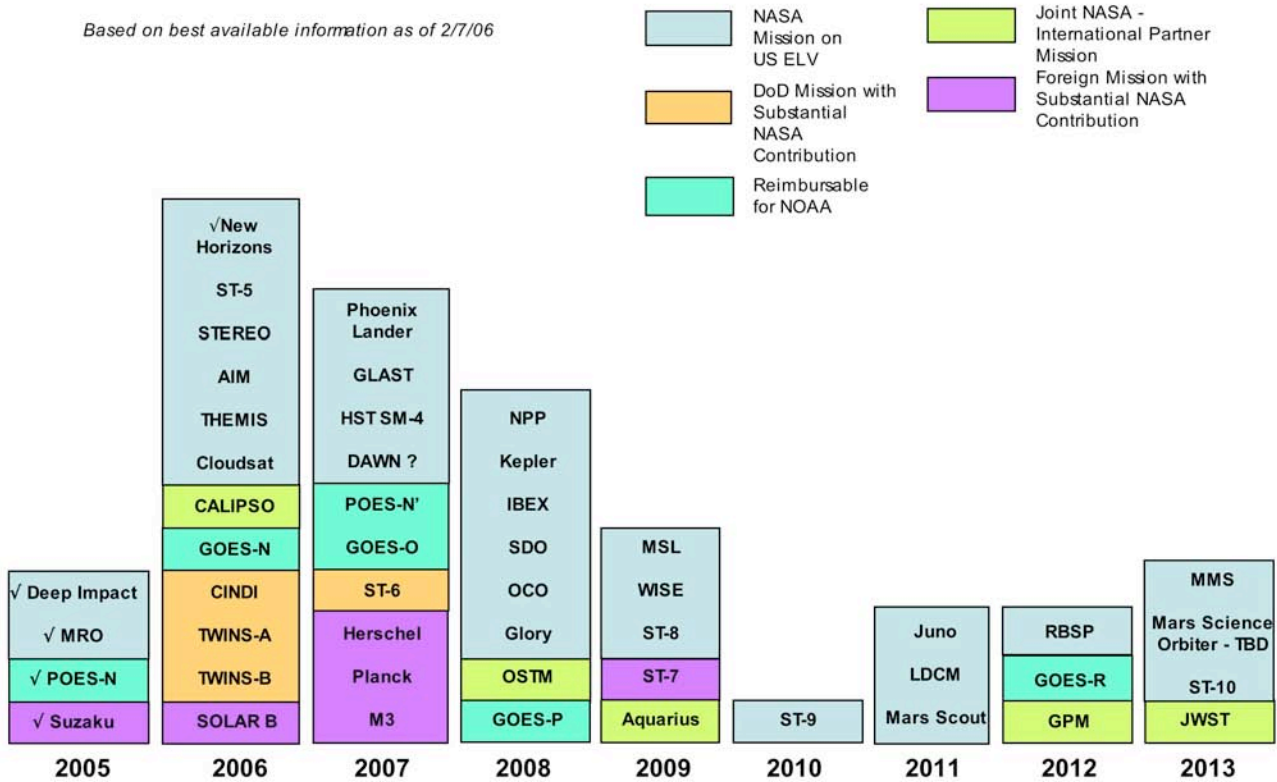 Based on best available information as of 2/7/06
NASA
Mission on
US ELV
DoD Mission with
Substantial
NASA
Contribution
Reimbursable
for NOAA
Joint NASA -
International Partner
Mission
Foreign Mission with
Substantial NASA
Contribution
√ Deep Impact
√ MRO
√ POES-N
√ Suzaku
2005
√New
Horizons
ST-5
STEREO
AIM
THEMIS
Cloudsat
CALIPSO
GOES-N
CINDI
TWINS-A
TWINS-B
SOLAR B
2006
Phoenix
Lander
GLAST
HST SM-4
DAWN ?
POES-N’
GOES-O
ST-6
Herschel
Planck
M3
2007
NPP
Kepler
IBEX
SDO
OCO
Glory
OSTM
GOES-P
2008
MSL
WISE
ST-8
ST-7
Aquarius
2009
ST-9
2010
Juno
LDCM
Mars Scout
2011
RBSP
GOES-R
GPM
2012
MMS
Mars Science
Orbiter - TBD
ST-10
JWST
2013